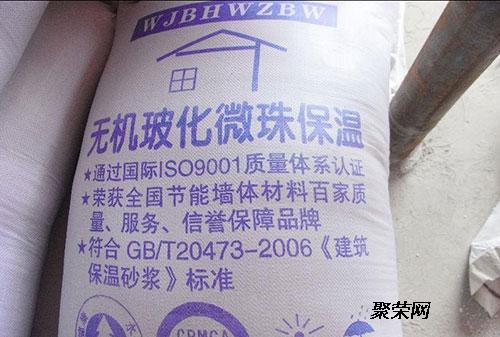 WJBHWZBW
无机玻化微珠保温
★通过国际ISO9001质量体系认证
★荣获全国节能墙体材料百家质
量、服务、信誉保障品牌
★符合 GB/T20473-2006《建筑
保温砂浆》标准
CRMCA
聚荣网